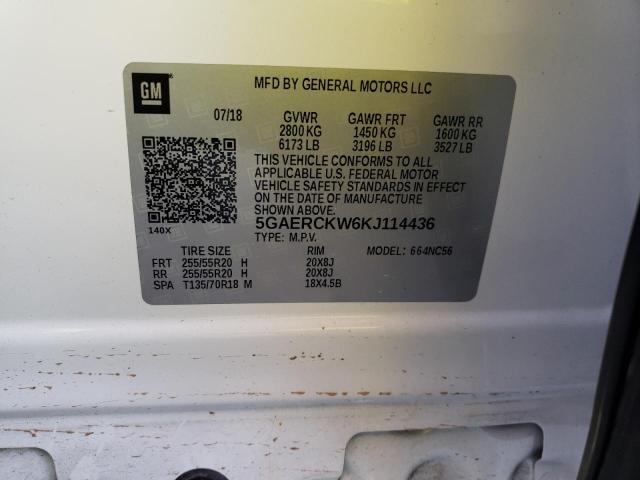 GM
MFD BY GENERAL MOTORS LLC
07/18 GVWR GAWR FRT GAWR RR
2800 KG 1450 KG 1600 KG
6173 LB 3196 LB 3527 LB
THIS VEHICLE CONFORMS TO ALL
APPLICABLE U.S. FEDERAL MOTOR
VEHICLE SAFETY STANDARDS IN EFFECT
ON THE DATE OF MANUFACTURE
SHOWN ABOVE.
140X
5GAERCKW6KJ114436
TYPE: M.P.V. MODEL: 664NC56
TIRE SIZE RIM
FRT 255/55R20 H 20X8J
RR 255/55R20 H 20X8J
SPA T135/70R18 M 18X4.5B